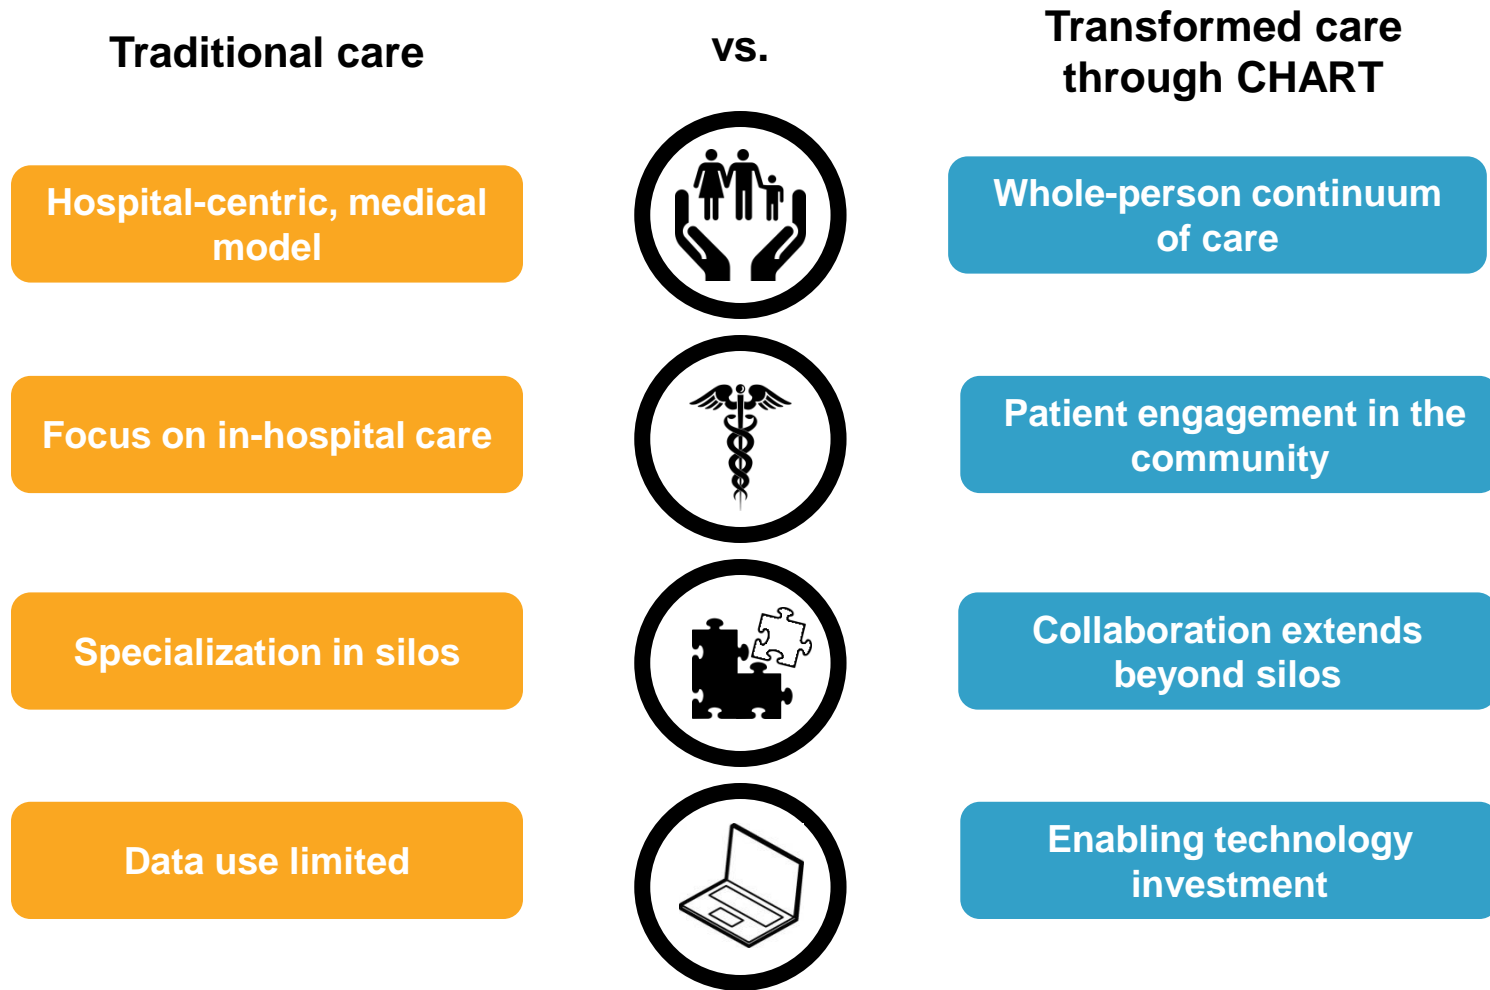 Traditional care
vs.
Transformed care
through CHART
Hospital-centric, medical
model
Whole-person continuum
of care
Focus on in-hospital care
Patient engagement in the
community
Specialization in silos
Collaboration extends
beyond silos
Data use limited
Enabling technology
investment